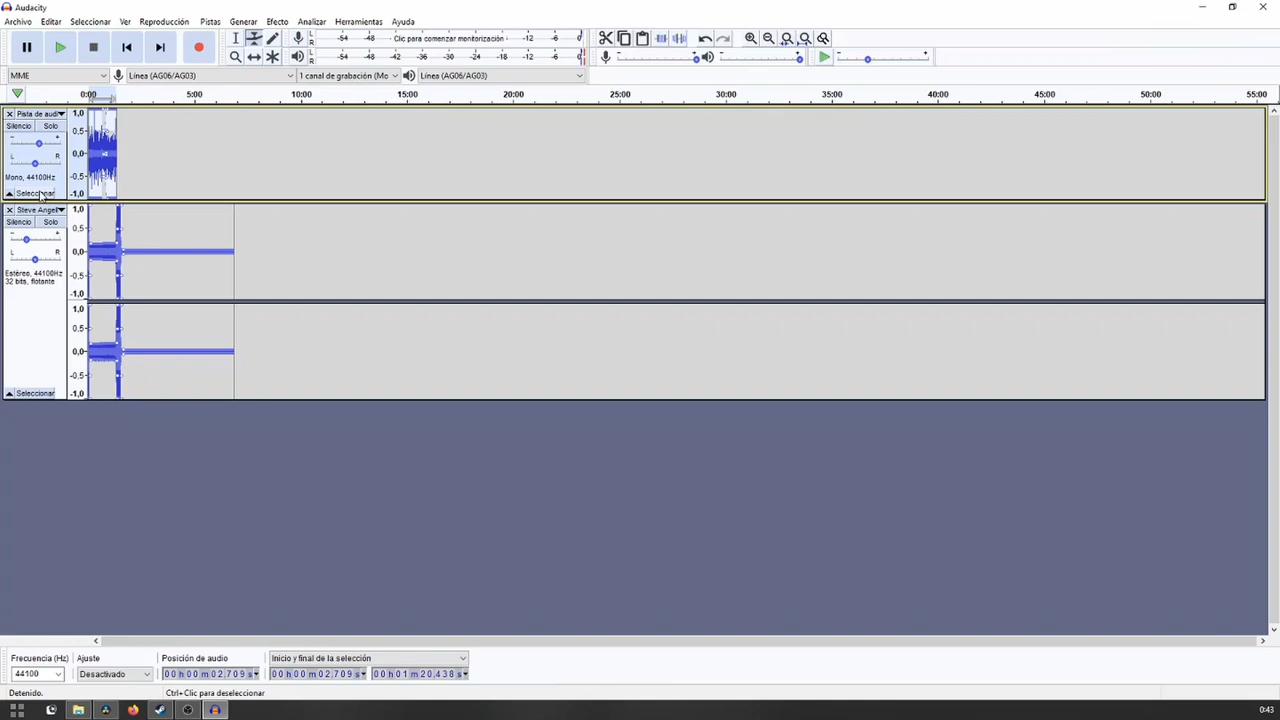 Audacity
Archivo Editar Seleccionar Ver Reproducción Pistas Generar Efecto Analizar Herramientas Ayuda
L R -54 -48 Clic para comenzar monitorización -12 -6 0
L R -54 -48 -36 -30 -24 -18 -12 -6 0
MME Línea (AG06/AG03) 1 canal de grabación (Mo Línea (AG06/AG03)
0:00 5:00 10:00 15:00 20:00 25:00 30:00 35:00 40:00 45:00 50:00 55:00
Pista de audi
Silencio Solo
- +
L R
Mono, 44100Hz
Seleccionar
1,0
0,5
0,0
-0,5
-1,0
Steve Angel
Silencio Solo
- +
L R
Estéreo, 44100Hz
32 bits, flotante
Seleccionar
1,0
0,5
0,0
-0,5
-1,0
1,0
0,5
0,0
-0,5
-1,0
Frecuencia (Hz) Ajuste Posición de audio Inicio y final de la selección
44100 Desactivado 00 h 00 m 02,709 s 00 h 00 m 02,709 s 00 h 01 m 20,438 s
Detenido. Ctrl+Clic para deseleccionar
0:43